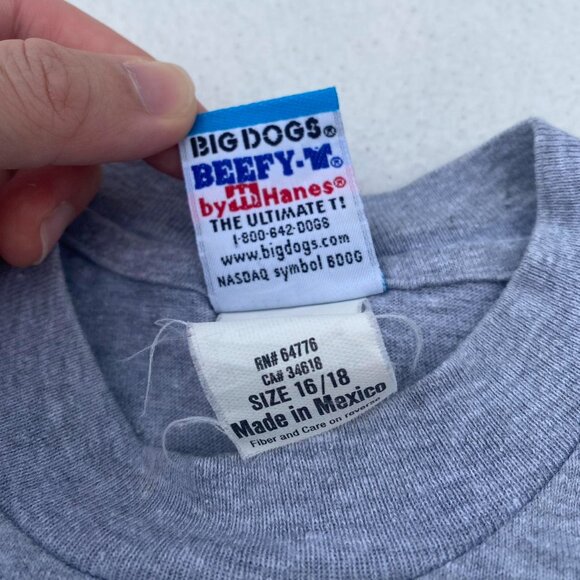 BIG DOGS®
BEEFY-T®
by H Hanes®
THE ULTIMATE T!
1-800-642-DOGS
www.bigdogs.com
NASDAQ symbol BDOG
RN# 64776
CA# 34618
SIZE 16/18
Made in Mexico
Fiber and Care on reverse